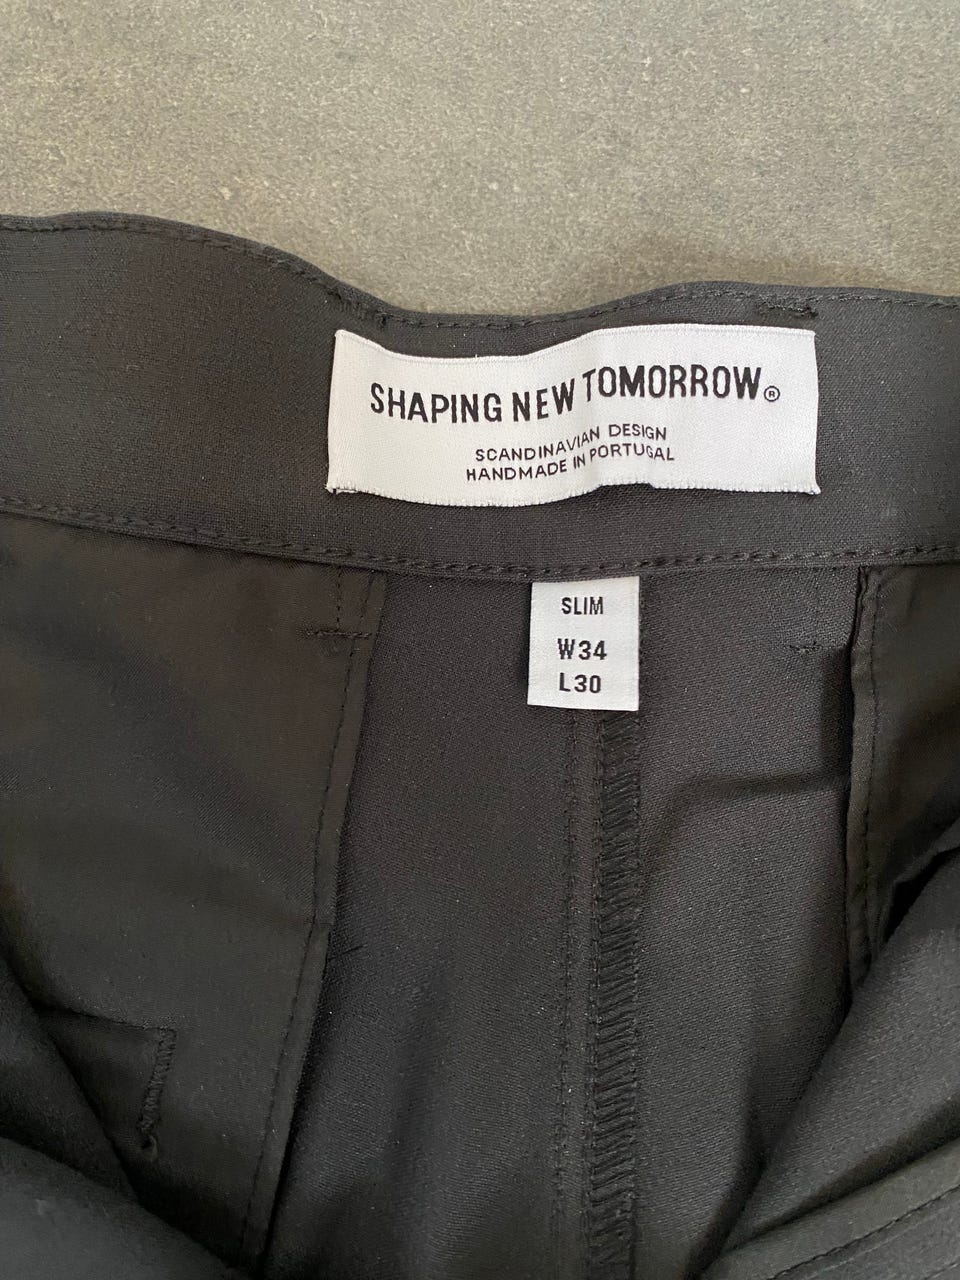 SHAPING NEW TOMORROW®
SCANDINAVIAN DESIGN
HANDMADE IN PORTUGAL
SLIM
W34
L30